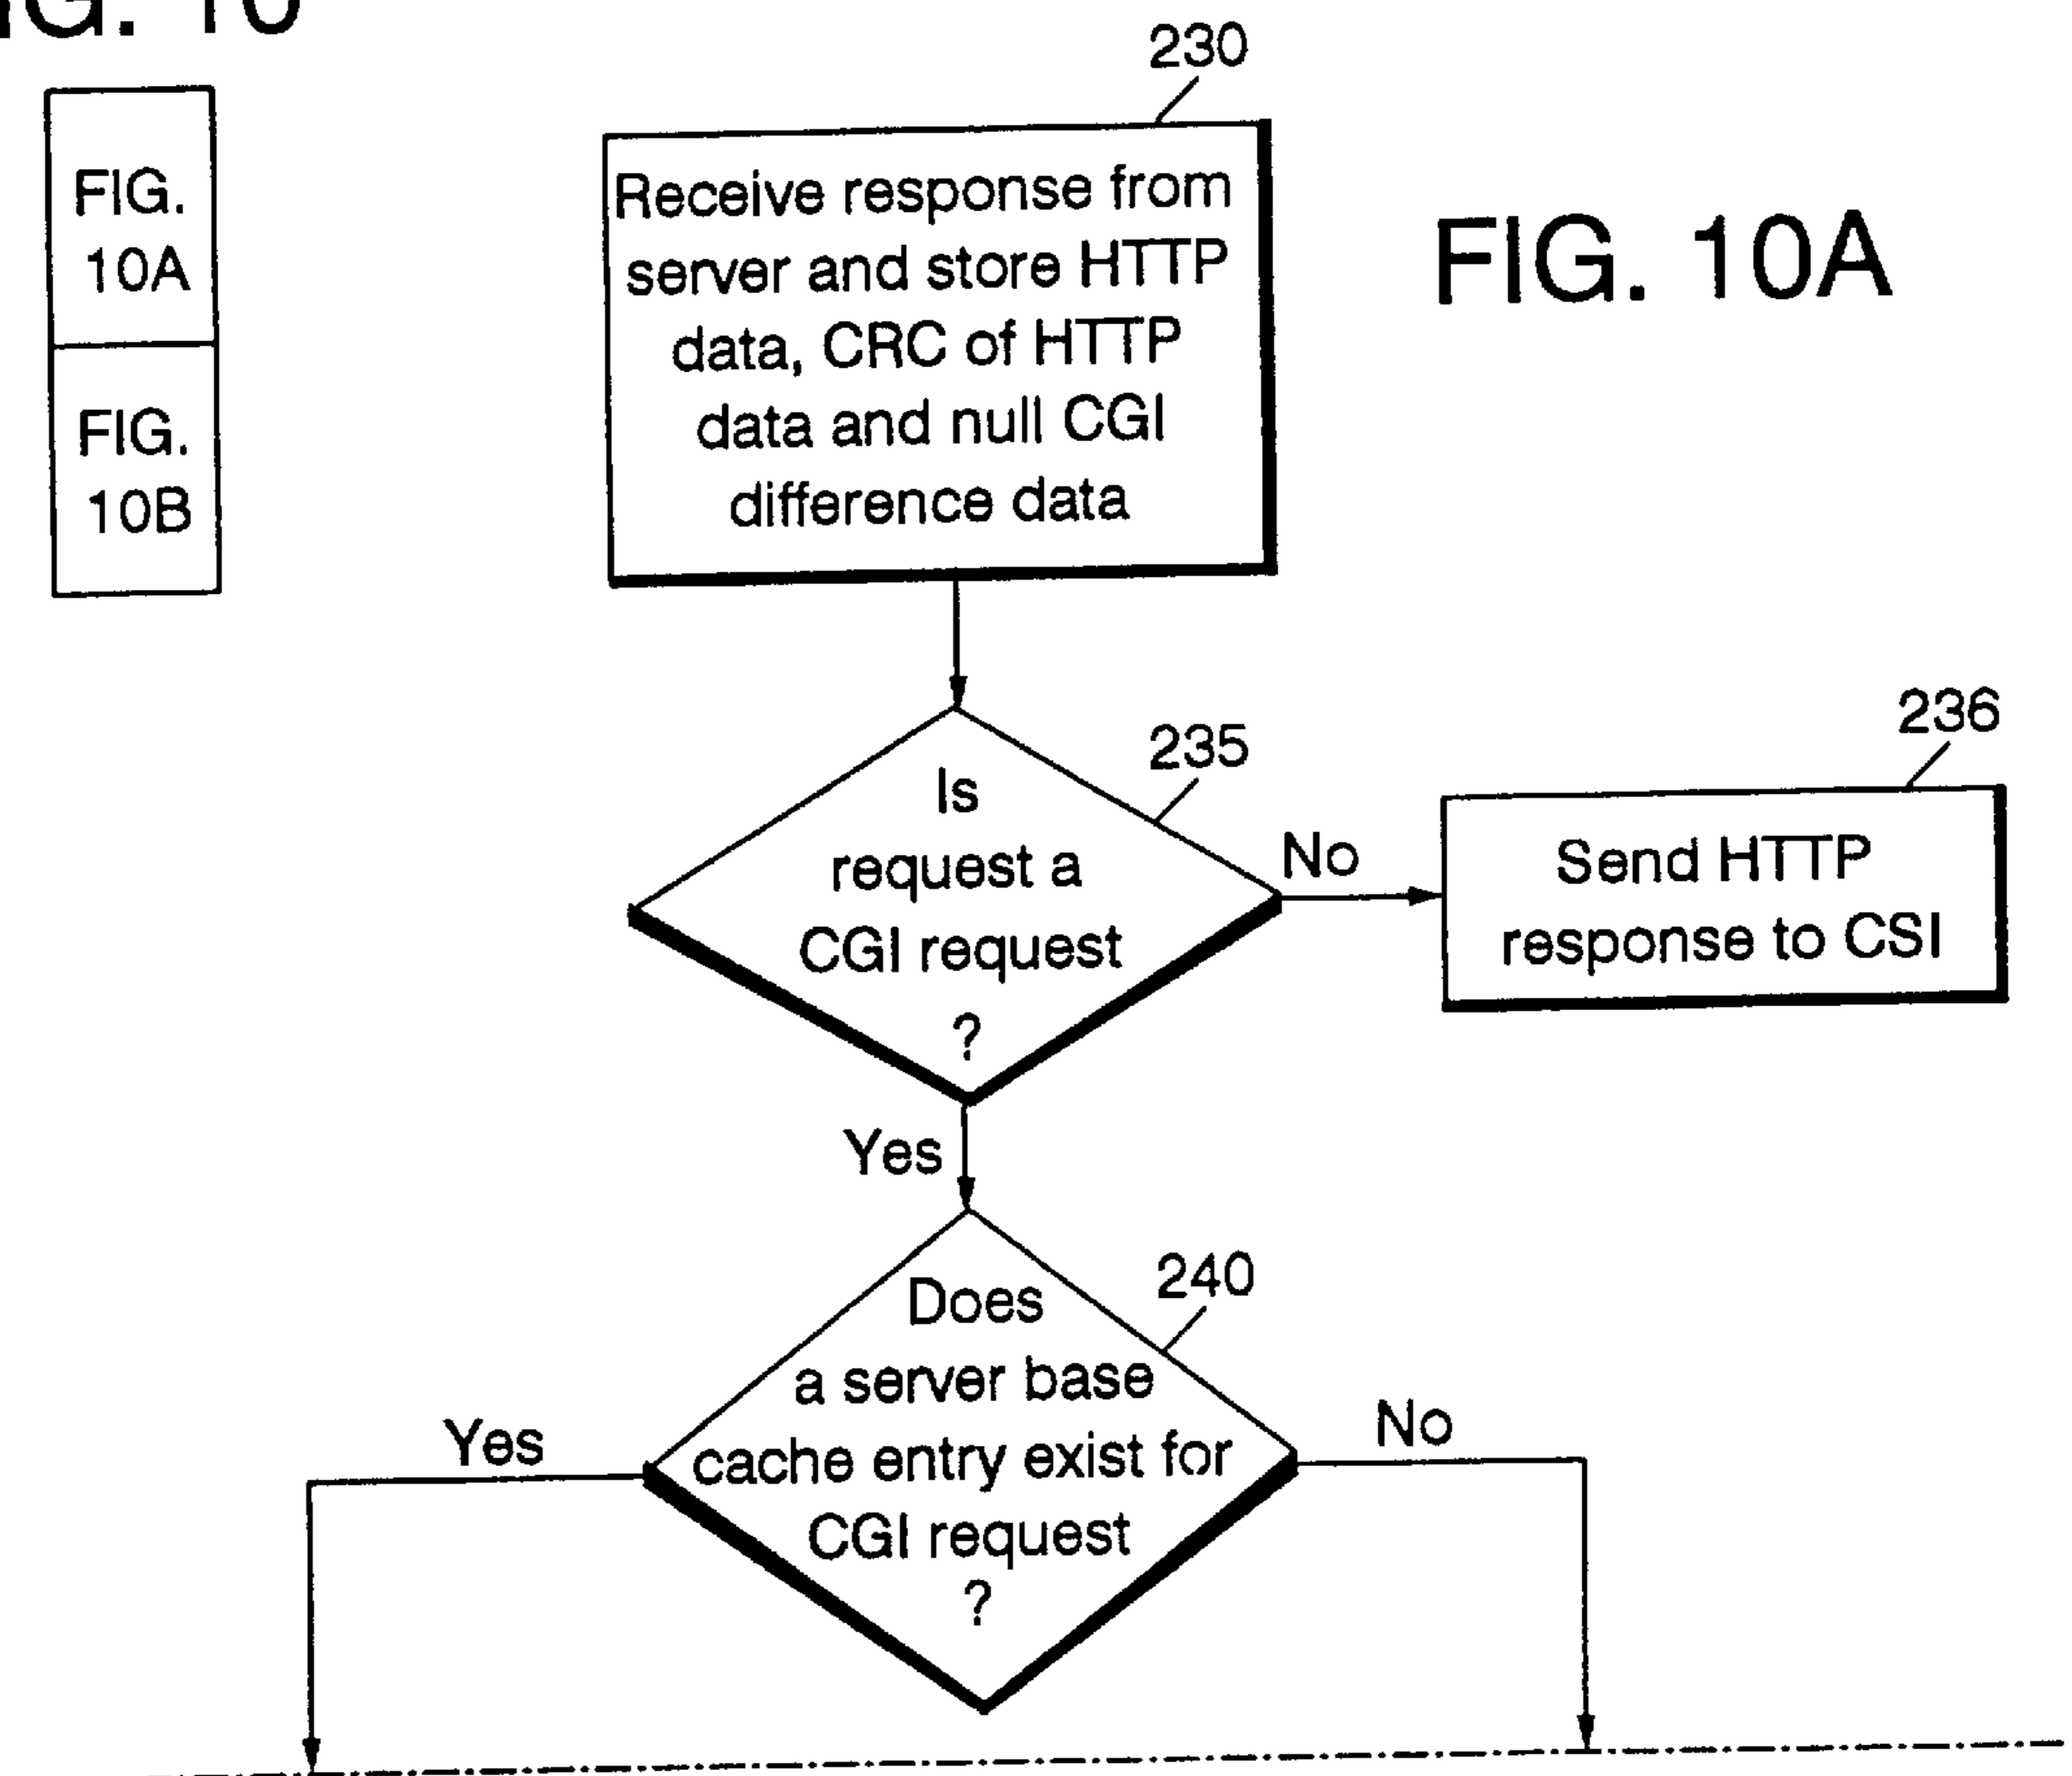 FIG. 10
FIG.
10A
FIG.
10B
230
Receive response from
server and store HTTP
data, CRC of HTTP
data and null CGI
difference data
FIG. 10A
235
Is
request a
CGI request
?
No
236
Send HTTP
response to CSI
Yes
240
Does
a server base
cache entry exist for
CGI request
?
Yes
No